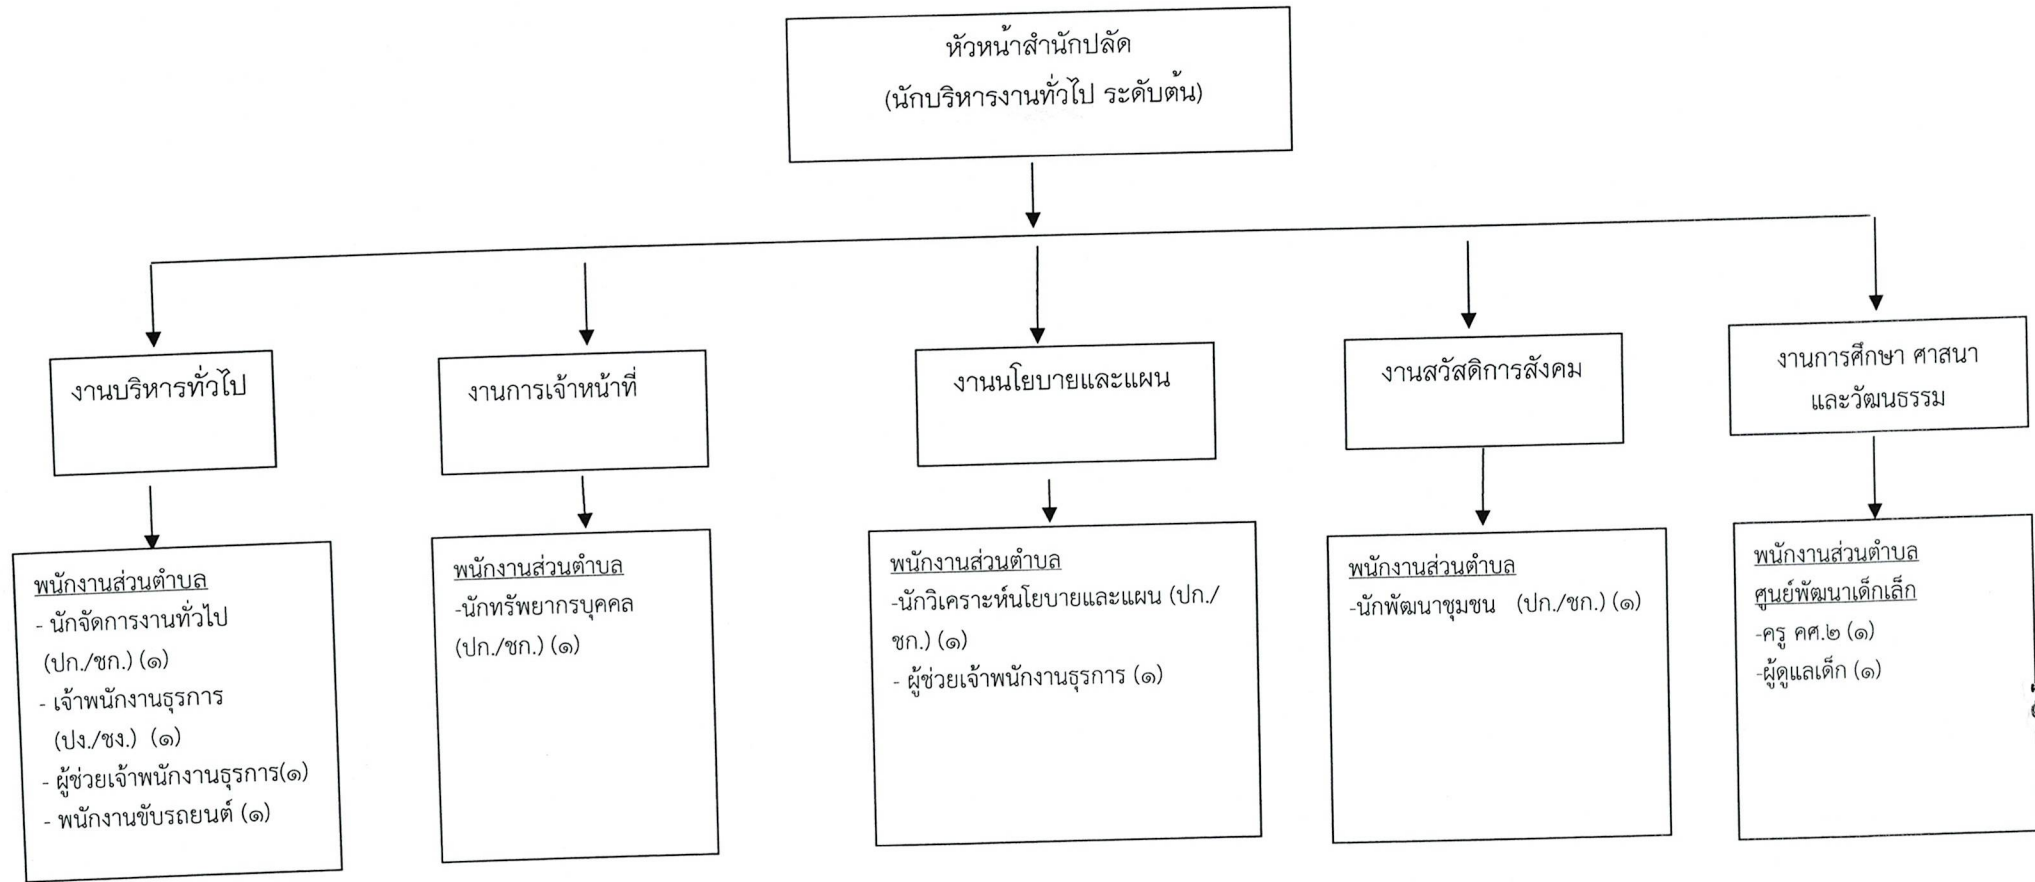 หัวหน้าสำนักปลัด
(นักบริหารงานทั่วไป ระดับต้น)
งานบริหารทั่วไป
งานการเจ้าหน้าที่
งานนโยบายและแผน
งานสวัสดิการสังคม
งานการศึกษา ศาสนา
และวัฒนธรรม
พนักงานส่วนตำบล
- นักจัดการงานทั่วไป
(ปก./ชก.) (๑)
- เจ้าพนักงานธุรการ
(ปง./ชง.) (๑)
- ผู้ช่วยเจ้าพนักงานธุรการ(๑)
- พนักงานขับรถยนต์ (๑)
พนักงานส่วนตำบล
-นักทรัพยากรบุคคล
(ปก./ชก.) (๑)
พนักงานส่วนตำบล
-นักวิเคราะห์นโยบายและแผน (ปก./
ชก.) (๑)
- ผู้ช่วยเจ้าพนักงานธุรการ (๑)
พนักงานส่วนตำบล
-นักพัฒนาชุมชน (ปก./ชก.) (๑)
พนักงานส่วนตำบล
ศูนย์พัฒนาเด็กเล็ก
-ครู คศ.๒ (๑)
-ผู้ดูแลเด็ก (๑)